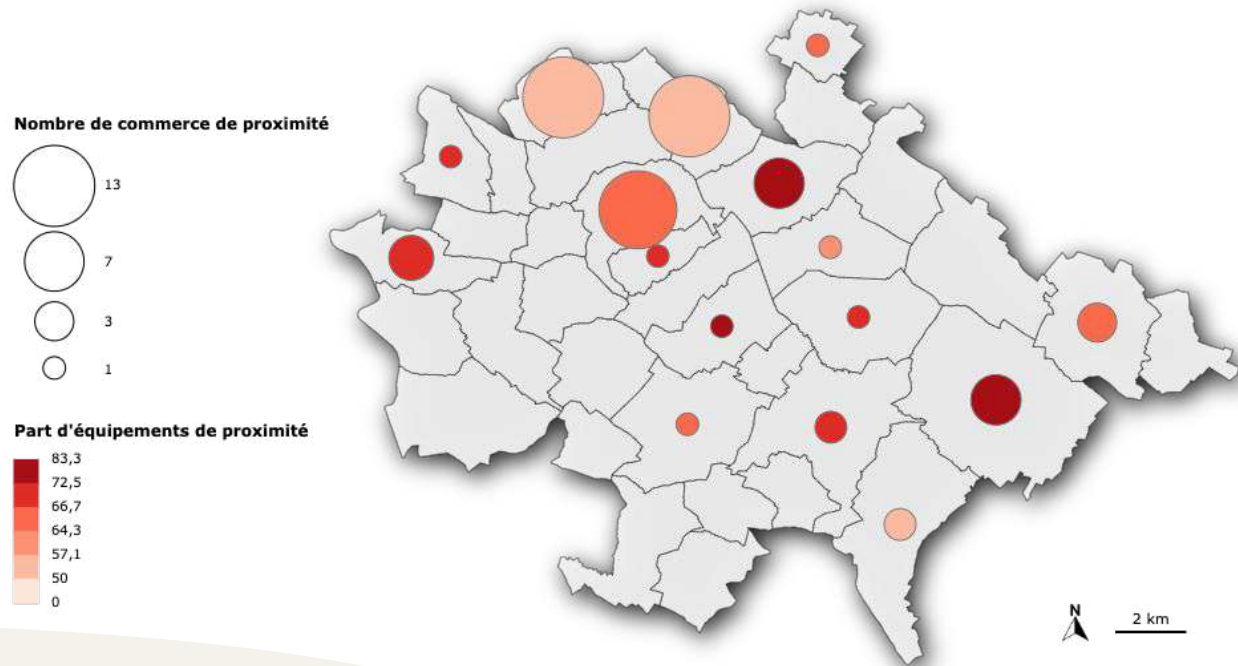 Nombre de commerce de proximité
13
7
3
1
Part d'équipements de proximité
83,3
72,5
66,7
64,3
57,1
50
0
N
2 km